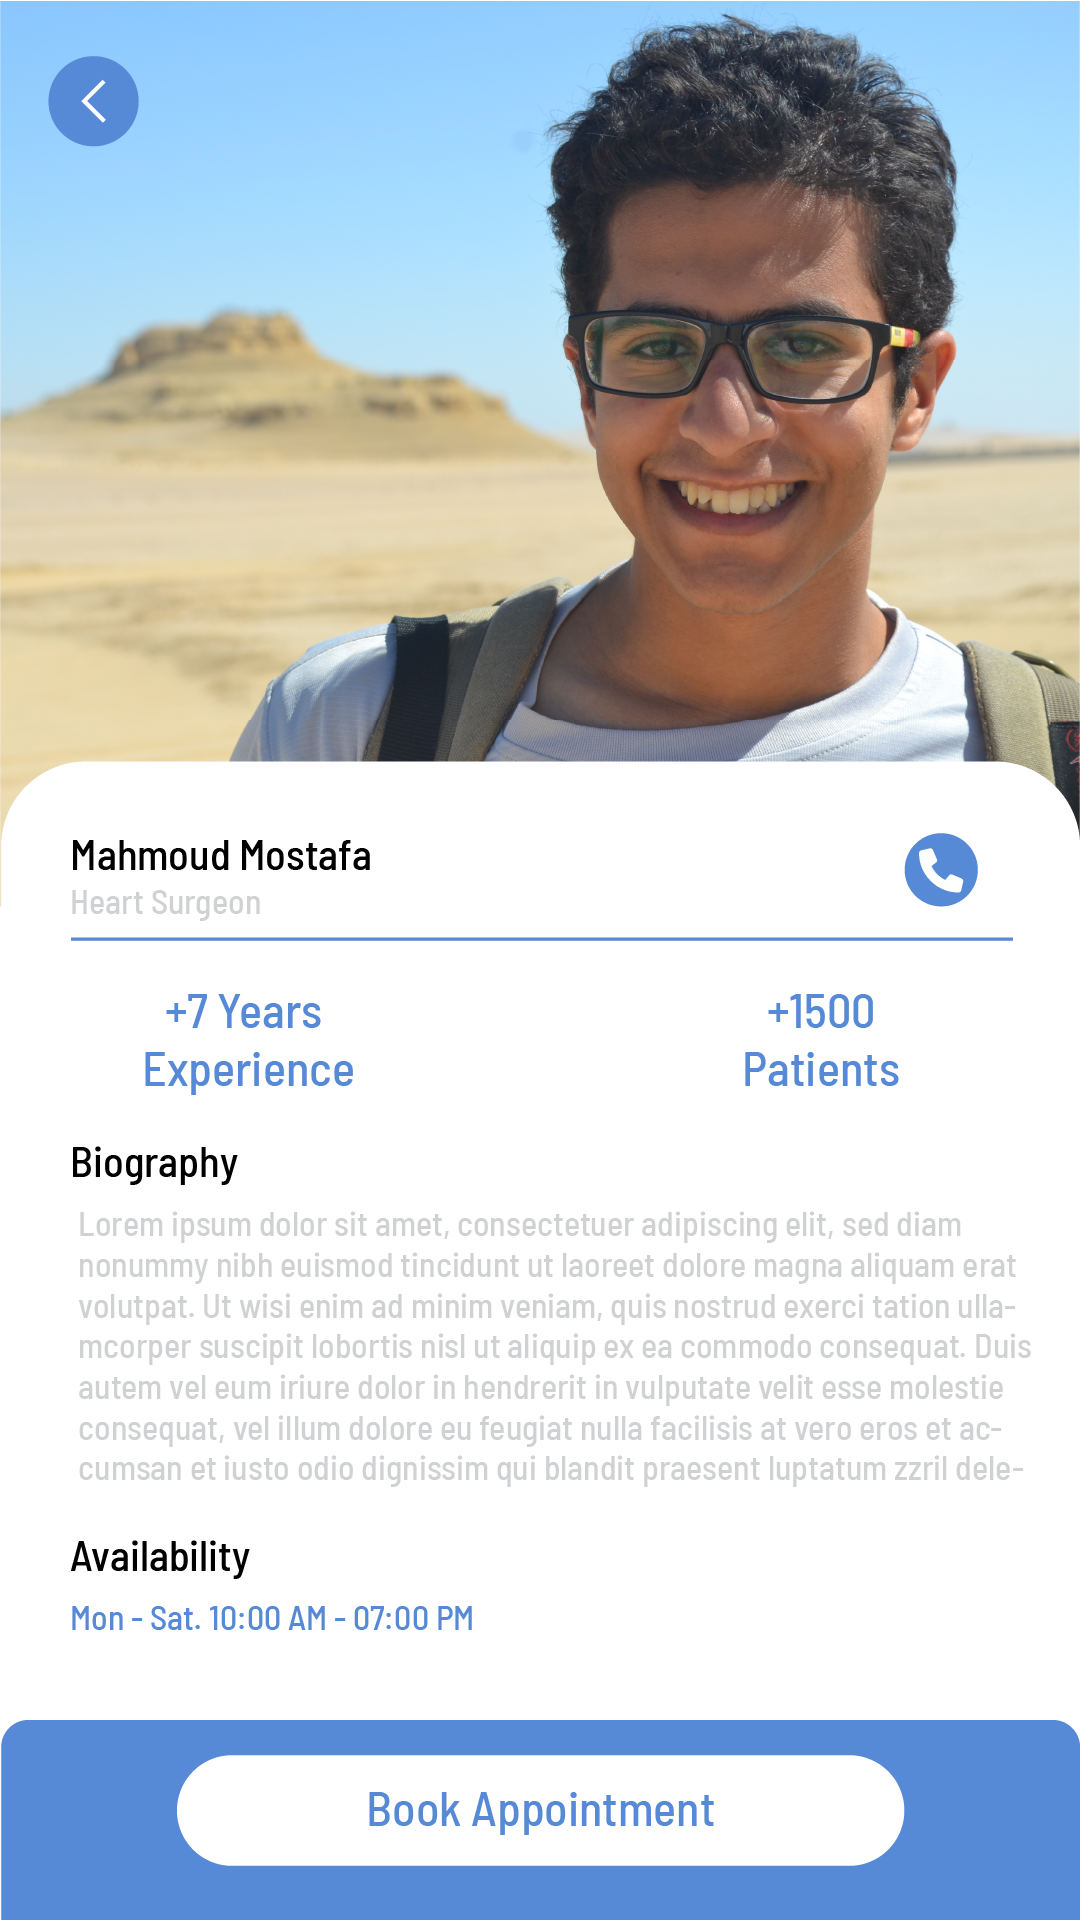 Mahmoud Mostafa
Heart Surgeon
+7 Years
Experience
+1500
Patients
Biography
Lorem ipsum dolor sit amet, consectetuer adipiscing elit, sed diam
nonummy nibh euismod tincidunt ut laoreet dolore magna aliquam erat
volutpat. Ut wisi enim ad minim veniam, quis nostrud exerci tation ulla-
mcorper suscipit lobortis nisl ut aliquip ex ea commodo consequat. Duis
autem vel eum iriure dolor in hendrerit in vulputate velit esse molestie
consequat, vel illum dolore eu feugiat nulla facilisis at vero eros et ac-
cumsan et iusto odio dignissim qui blandit praesent luptatum zzril dele-
Availability
Mon - Sat. 10:00 AM - 07:00 PM
Book Appointment